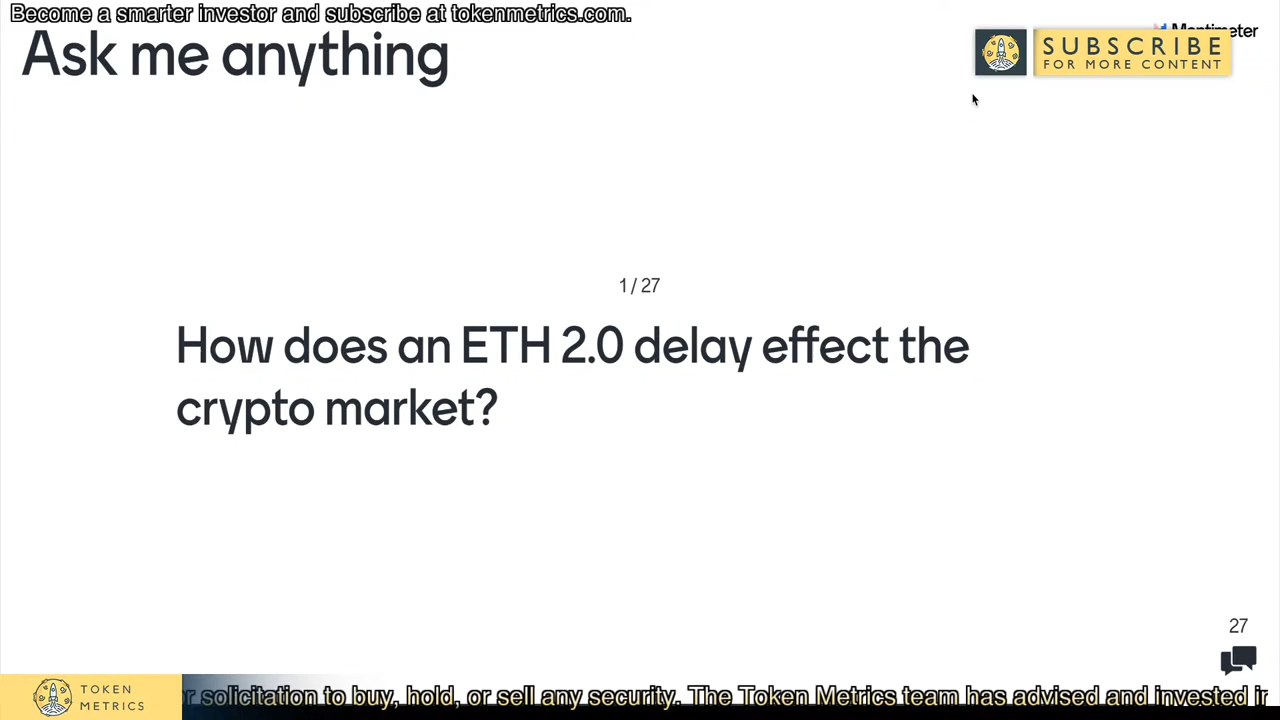 Become a smarter investor and subscribe at tokenmetrics.com.
Ask me anything
Mentimeter
SUBSCRIBE
FOR MORE CONTENT
1 / 27
How does an ETH 2.0 delay effect the
crypto market?
27
TOKEN
METRICS
r solicitation to buy, hold, or sell any security. The Token Metrics team has advised and invested in